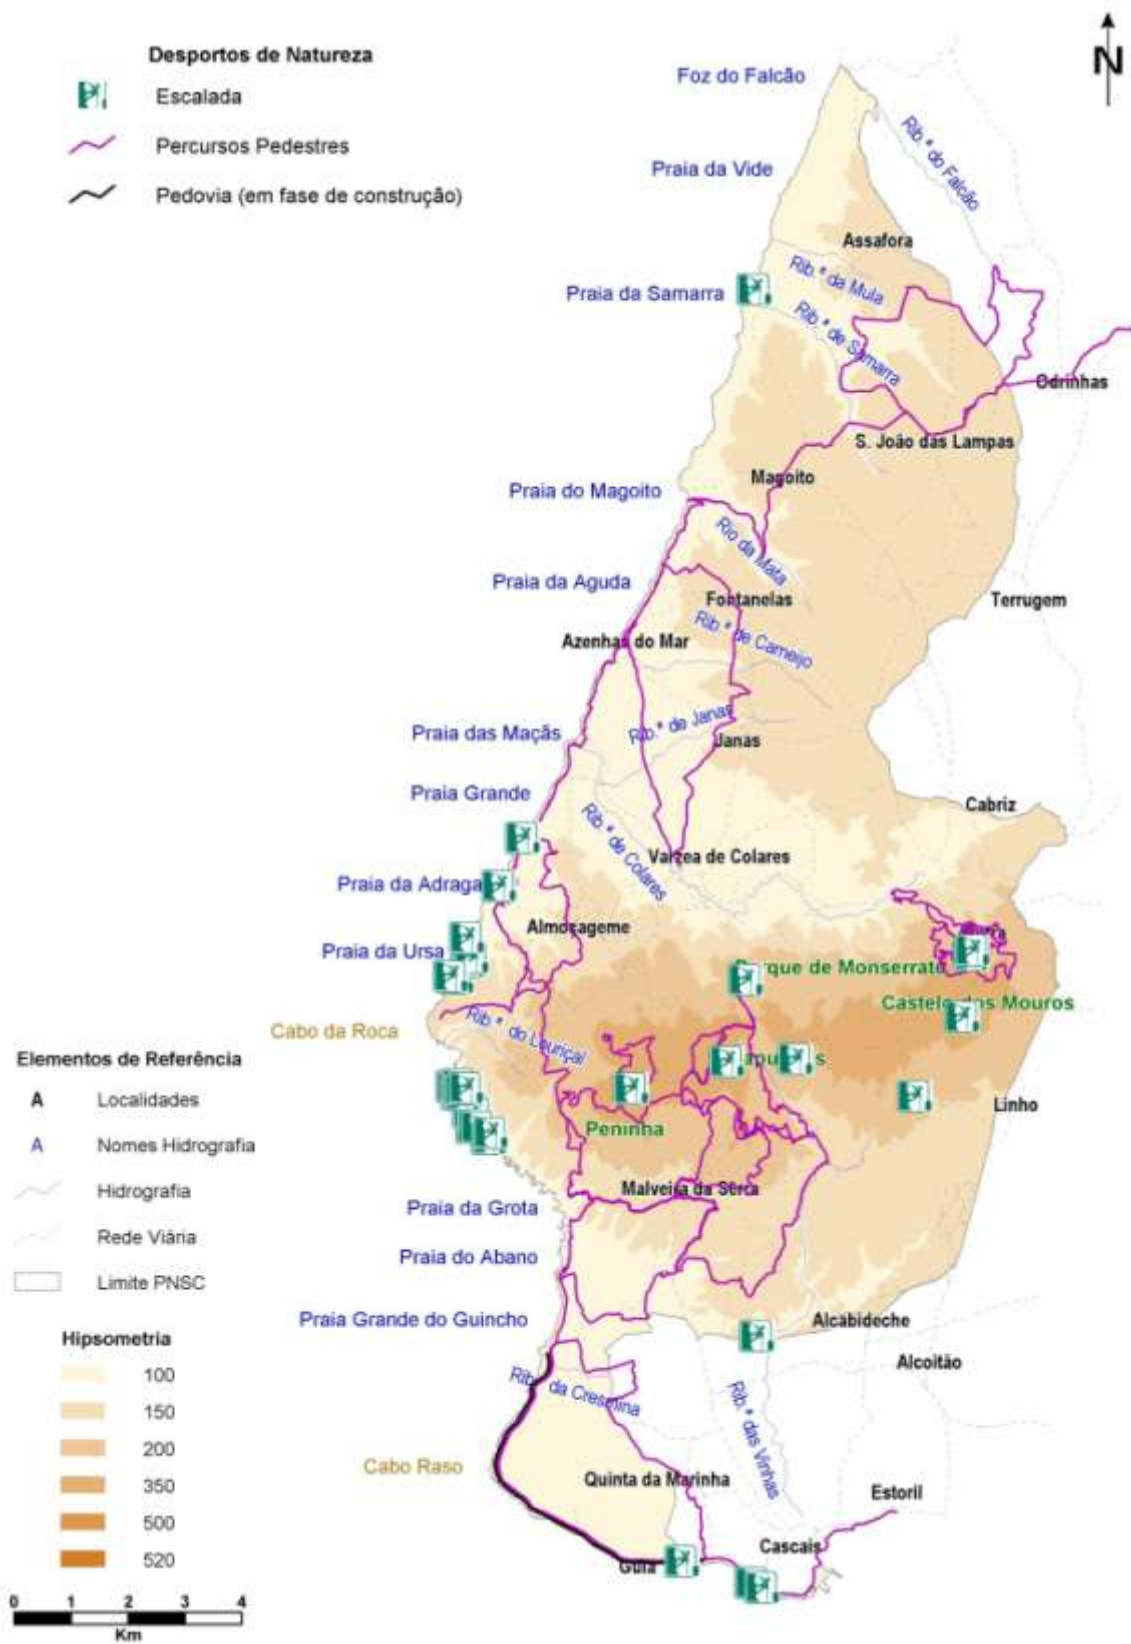 Desportos de Natureza
Escalada
Percursos Pedestres
Pedovia (em fase de construção)
N
Foz do Falcão
Rib.ª do Falcão
Praia da Vide
Assafora
Rib.ª da Mula
Praia da Samarra
Rib.ª de Samarra
Odrinhas
S. João das Lampas
Magoito
Praia do Magoito
Rio da Mata
Praia da Aguda
Fontanelas
Terrugem
Rib.ª de Cameijo
Azenhas do Mar
Rib.ª de Janas
Praia das Maçãs
Janas
Praia Grande
Cabriz
Rib.ª de Colares
Varzea de Colares
Praia da Adraga
Almoçageme
Praia da Ursa
Parque de Monserrate
Castelo dos Mouros
Cabo da Roca
Rib.ª do Louriçal
Linho
Peninha
Malveira da Serra
Praia da Grota
Praia do Abano
Praia Grande do Guincho
Alcabideche
Alcoitão
Rib.ª da Cresmina
Rib.ª das Vinhas
Cabo Raso
Quinta da Marinha
Estoril
Cascais
Guia
Elementos de Referência
A Localidades
A Nomes Hidrografia
Hidrografia
Rede Viária
Limite PNSC
Hipsometria
100
150
200
350
500
520
0 1 2 3 4
Km